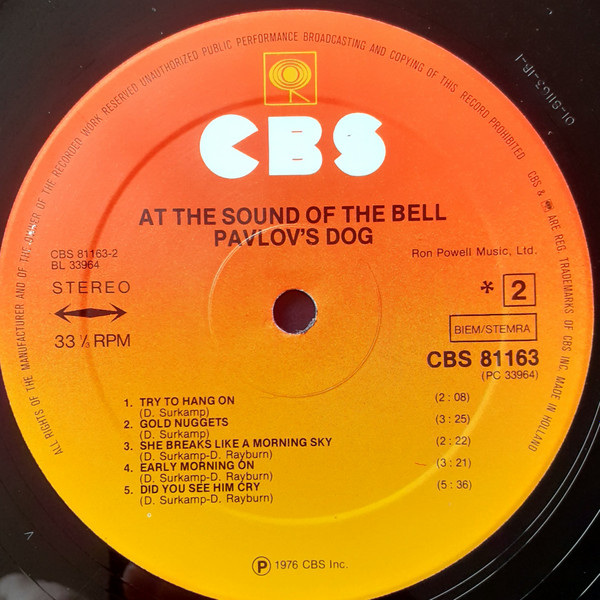 ALL RIGHTS OF THE MANUFACTURER AND OF THE OWNER OF THE RECORDED WORK RESERVED UNAUTHORIZED PUBLIC PERFORMANCE BROADCASTING AND COPYING OF THIS RECORD PROHIBITED
CBS & ARE REG. TRADEMARKS OF CBS INC. MADE IN HOLLAND
CBS
AT THE SOUND OF THE BELL
PAVLOV'S DOG
CBS 81163-2
BL 33964
Ron Powell Music, Ltd.
STEREO
* 2
33 ⅓ RPM
BIEM/STEMRA
CBS 81163
(PC 33964)
1. TRY TO HANG ON (2:08)
(D. Surkamp)
2. GOLD NUGGETS (3:25)
(D. Surkamp)
3. SHE BREAKS LIKE A MORNING SKY (2:22)
(D. Surkamp-D. Rayburn)
4. EARLY MORNING ON (3:21)
(D. Surkamp-D. Rayburn)
5. DID YOU SEE HIM CRY (5:36)
(D. Surkamp-D. Rayburn)
℗ 1976 CBS Inc.